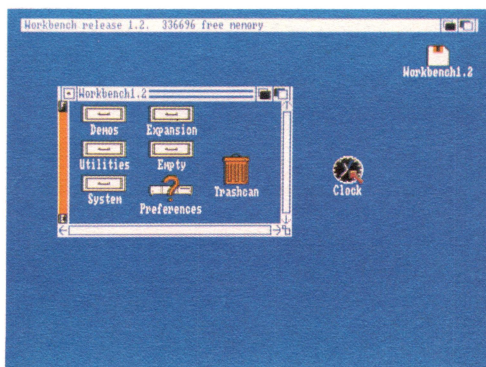 Workbench release 1.2. 336696 free memory
Workbench1.2
Workbench1.2
Demos
Expansion
Utilities
Empty
Trashcan
System
Preferences
Clock